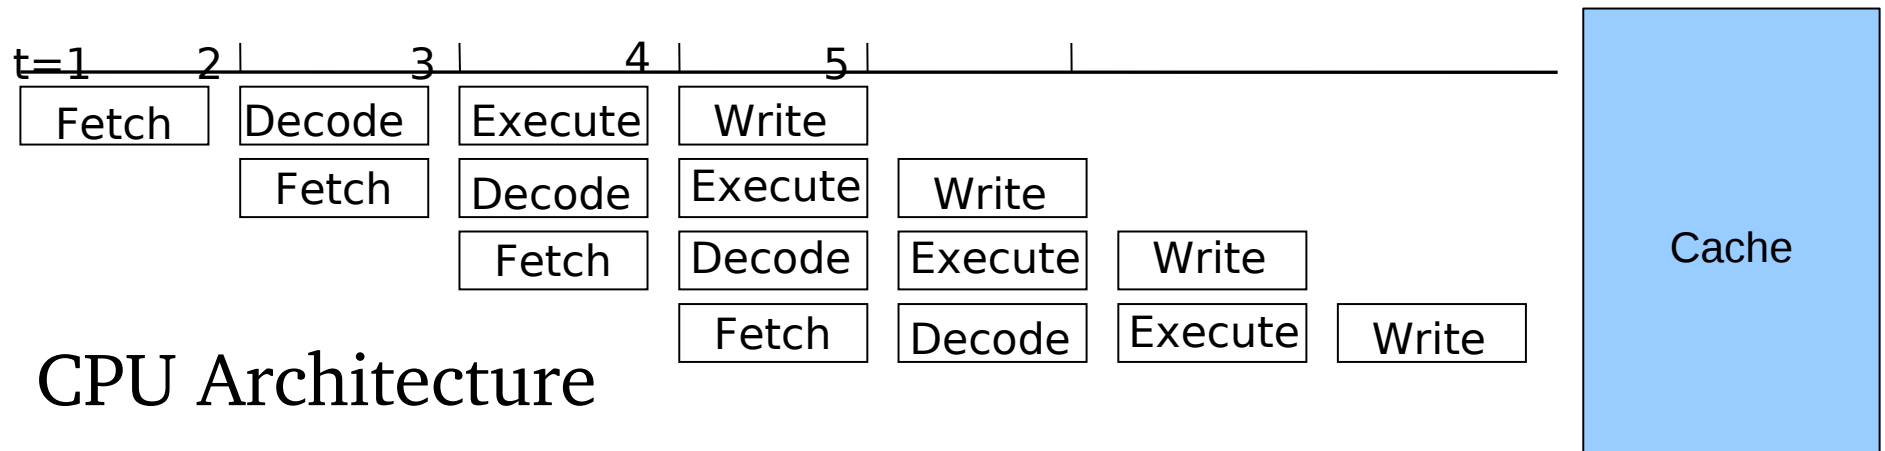 t=1 2 3 4 5
Fetch Decode Execute Write
Fetch Decode Execute Write
Fetch Decode Execute Write
Fetch Decode Execute Write
Cache
CPU Architecture